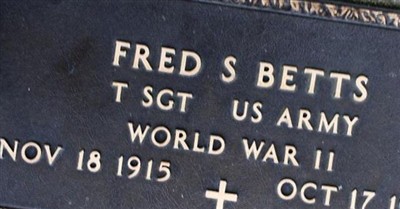 FRED S BETTS
T SGT US ARMY
WORLD WAR II
NOV 18 1915 OCT 17